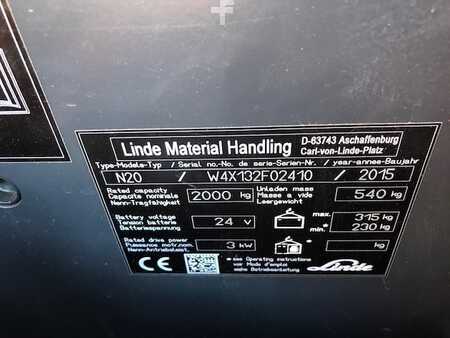 Linde Material Handling
D-63743 Aschaffenburg
Carl-von-Linde-Platz
Type-Modele-Typ / Serial no.-No. de serie-Serien-Nr. / year-annee-Baujahr
N20 / W4X132F02410 / 2015
Rated capacity
Capacite nominale
Nenn-Tragfähigkeit
2000 kg
Unladen mass
Masse a vide
Leergewicht
540 kg
Battery voltage
Tension batterie
Batteriespannung
24 v
max. 315 kg
min. * 230 kg
Rated drive power
Puissance motr.nom.
Nenn-Antriebsleist.
3 kW
kg
CE
* see Operating instructions
voir Mode d'emploi
siehe Betriebsanleitung
Linde